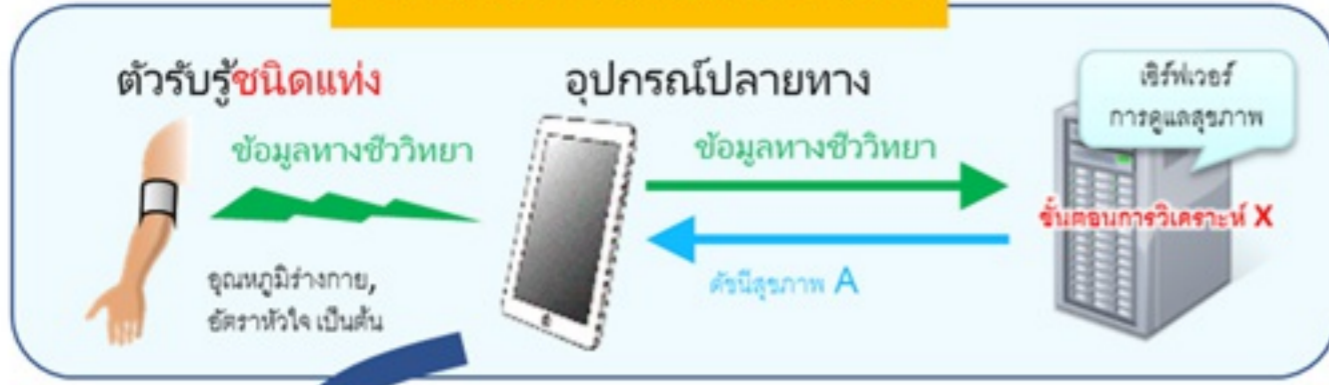 ตัวรับรู้ชนิดแท่ง
อุปกรณ์ปลายทาง
เซิร์ฟเวอร์
การดูแลสุขภาพ
ข้อมูลทางชีววิทยา
ข้อมูลทางชีววิทยา
ขั้นตอนการวิเคราะห์ X
อุณหภูมิร่างกาย,
อัตราหัวใจ เป็นต้น
ดัชนีสุขภาพ A